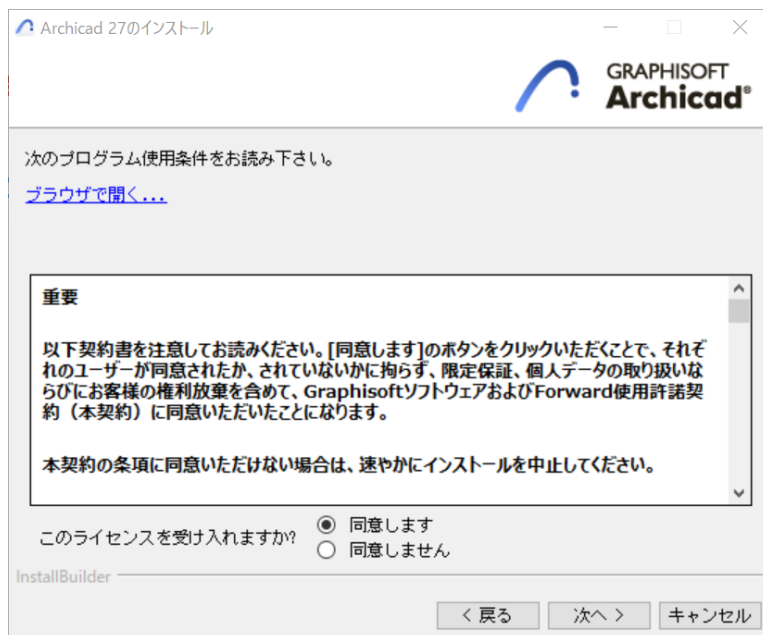 Archicad 27のインストール
GRAPHISOFT
Archicad®
次のプログラム使用条件をお読み下さい。
ブラウザで開く...
重要
以下契約書を注意してお読みください。[同意します]のボタンをクリックいただくことで、それぞ
れのユーザーが同意されたか、されていないかに拘らず、限定保証、個人データの取り扱いな
らびにお客様の権利放棄を含めて、GraphisoftソフトウェアおよびForward使用許諾契
約（本契約）に同意いただいたことになります。
本契約の条項に同意いただけない場合は、速やかにインストールを中止してください。
このライセンスを受け入れますか?
同意します
同意しません
InstallBuilder
< 戻る
次へ >
キャンセル